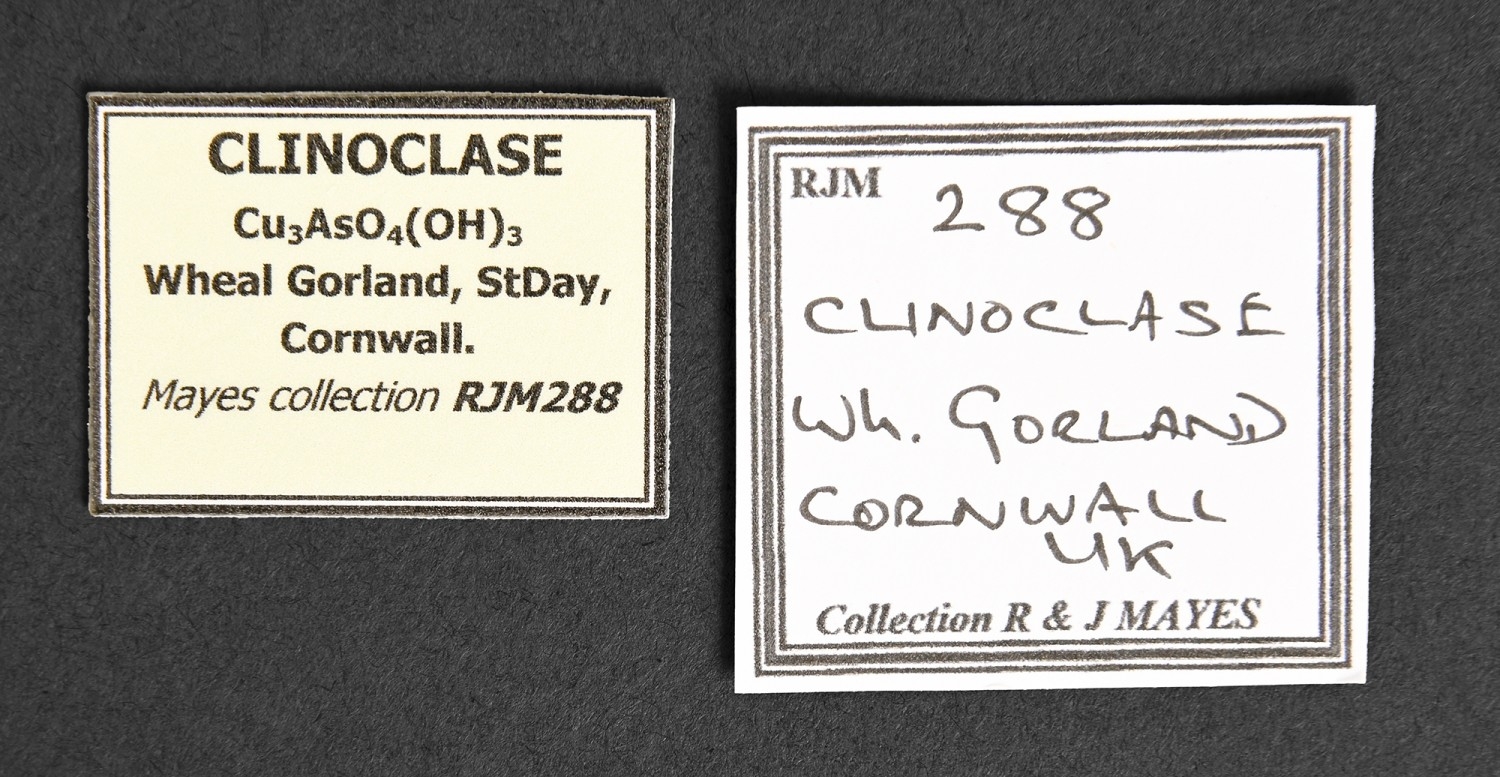 CLINOCLASE
Cu₃AsO₄(OH)₃
Wheal Gorland, StDay,
Cornwall.
Mayes collection RJM288
RJM 288
CLINOCLASE
Wh. GORLAND
CORNWALL
UK
Collection R & J MAYES